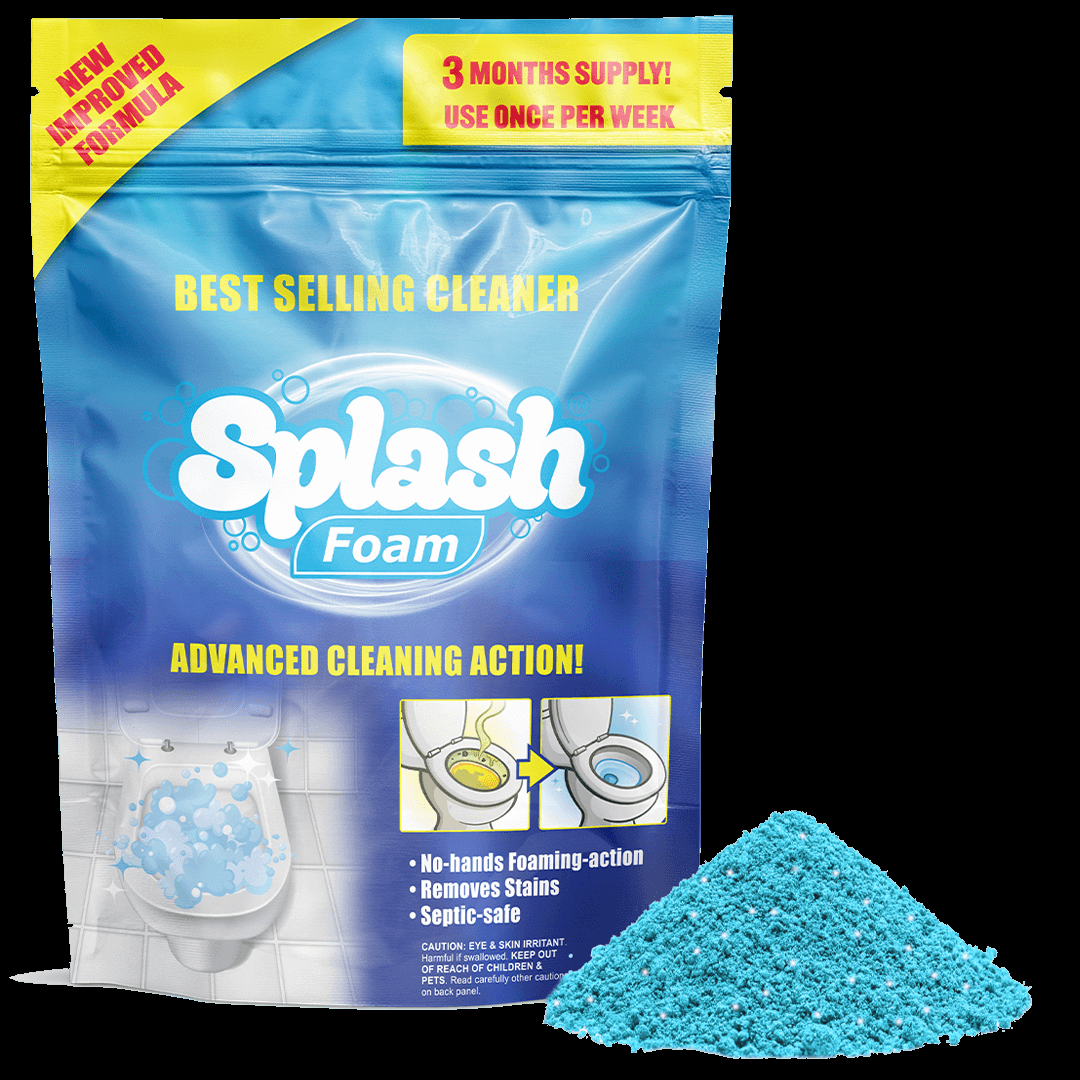 NEW
IMPROVED
FORMULA
3 MONTHS SUPPLY!
USE ONCE PER WEEK
BEST SELLING CLEANER
Splash
Foam
ADVANCED CLEANING ACTION!
• No-hands Foaming-action
• Removes Stains
• Septic-safe
CAUTION: EYE & SKIN IRRITANT.
Harmful if swallowed. KEEP OUT
OF REACH OF CHILDREN &
PETS. Read carefully other caution
on back panel.